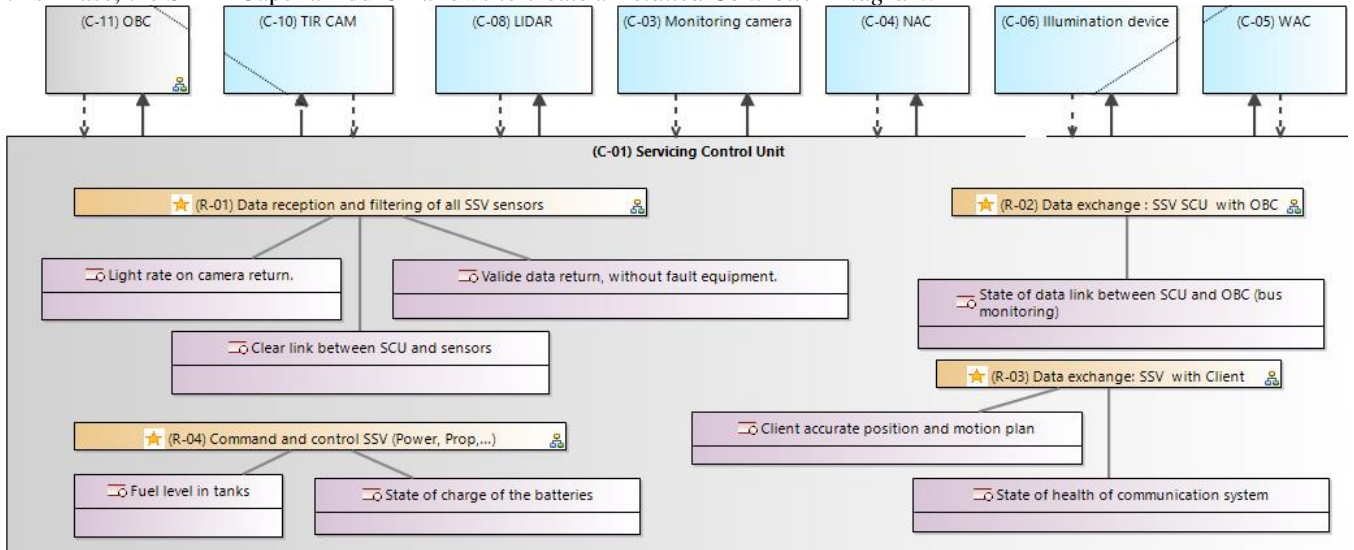 (C-11) OBC
(C-10) TIR CAM
(C-08) LIDAR
(C-03) Monitoring camera
(C-04) NAC
(C-06) Illumination device
(C-05) WAC
(C-01) Servicing Control Unit
(R-01) Data reception and filtering of all SSV sensors
(R-02) Data exchange : SSV SCU with OBC
Light rate on camera return.
Valide data return, without fault equipment.
State of data link between SCU and OBC (bus
monitoring)
Clear link between SCU and sensors
(R-03) Data exchange: SSV with Client
(R-04) Command and control SSV (Power, Prop,...)
Client accurate position and motion plan
Fuel level in tanks
State of charge of the batteries
State of health of communication system